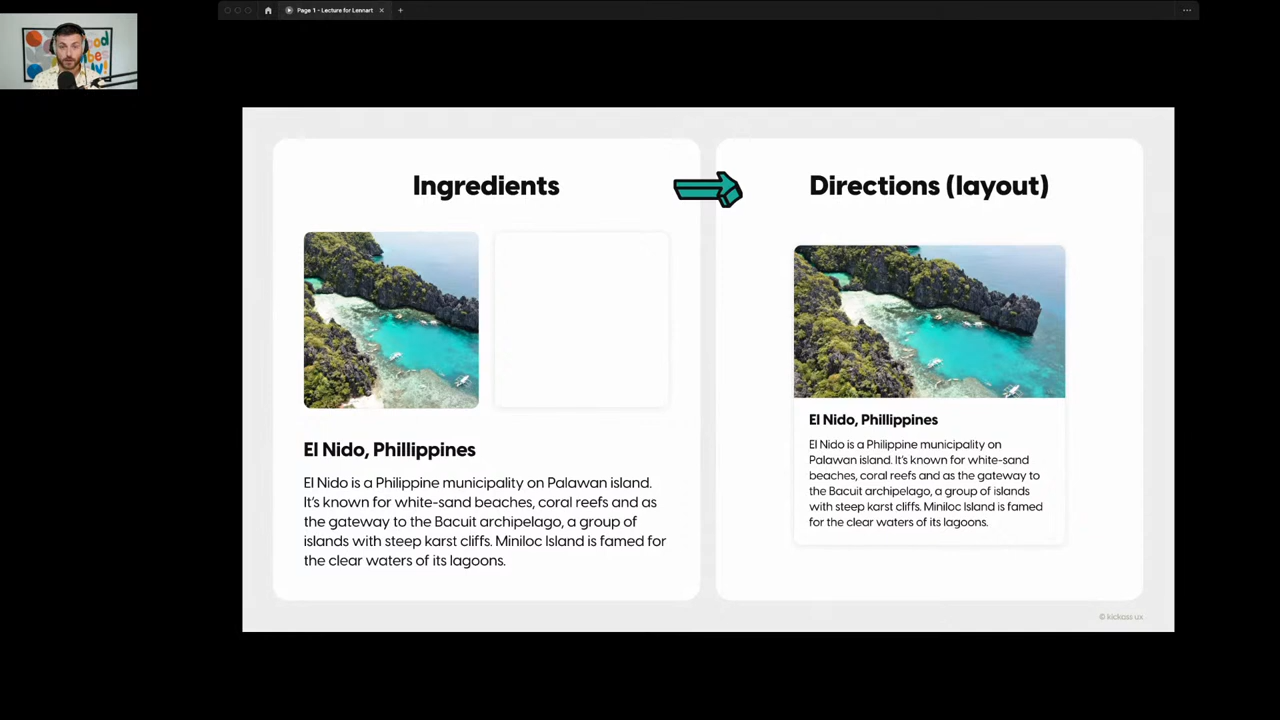 Page 1 - Lecture for Lennart
Ingredients
El Nido, Phillippines
El Nido is a Philippine municipality on Palawan island.
It's known for white-sand beaches, coral reefs and as
the gateway to the Bacuit archipelago, a group of
islands with steep karst cliffs. Miniloc Island is famed for
the clear waters of its lagoons.
Directions (layout)
El Nido, Phillippines
El Nido is a Philippine municipality on
Palawan island. It's known for white-sand
beaches, coral reefs and as the gateway to
the Bacuit archipelago, a group of islands
with steep karst cliffs. Miniloc Island is famed
for the clear waters of its lagoons.
© kickass ux